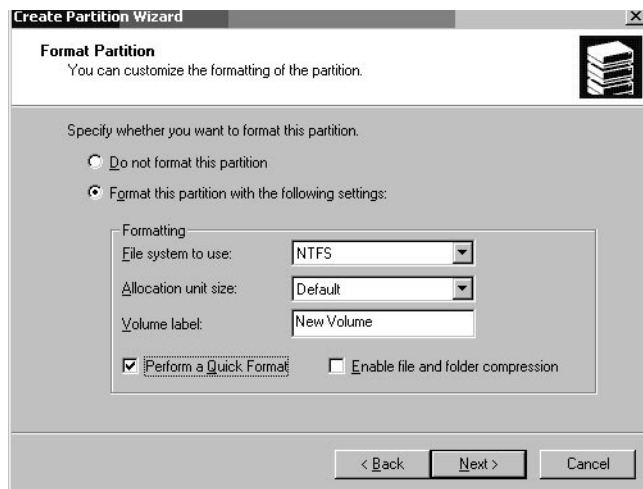 Create Partition Wizard
Format Partition
You can customize the formatting of the partition.
Specify whether you want to format this partition.
Do not format this partition
Format this partition with the following settings:
Formatting
File system to use: NTFS
Allocation unit size: Default
Volume label: New Volume
Perform a Quick Format Enable file and folder compression
< Back Next > Cancel